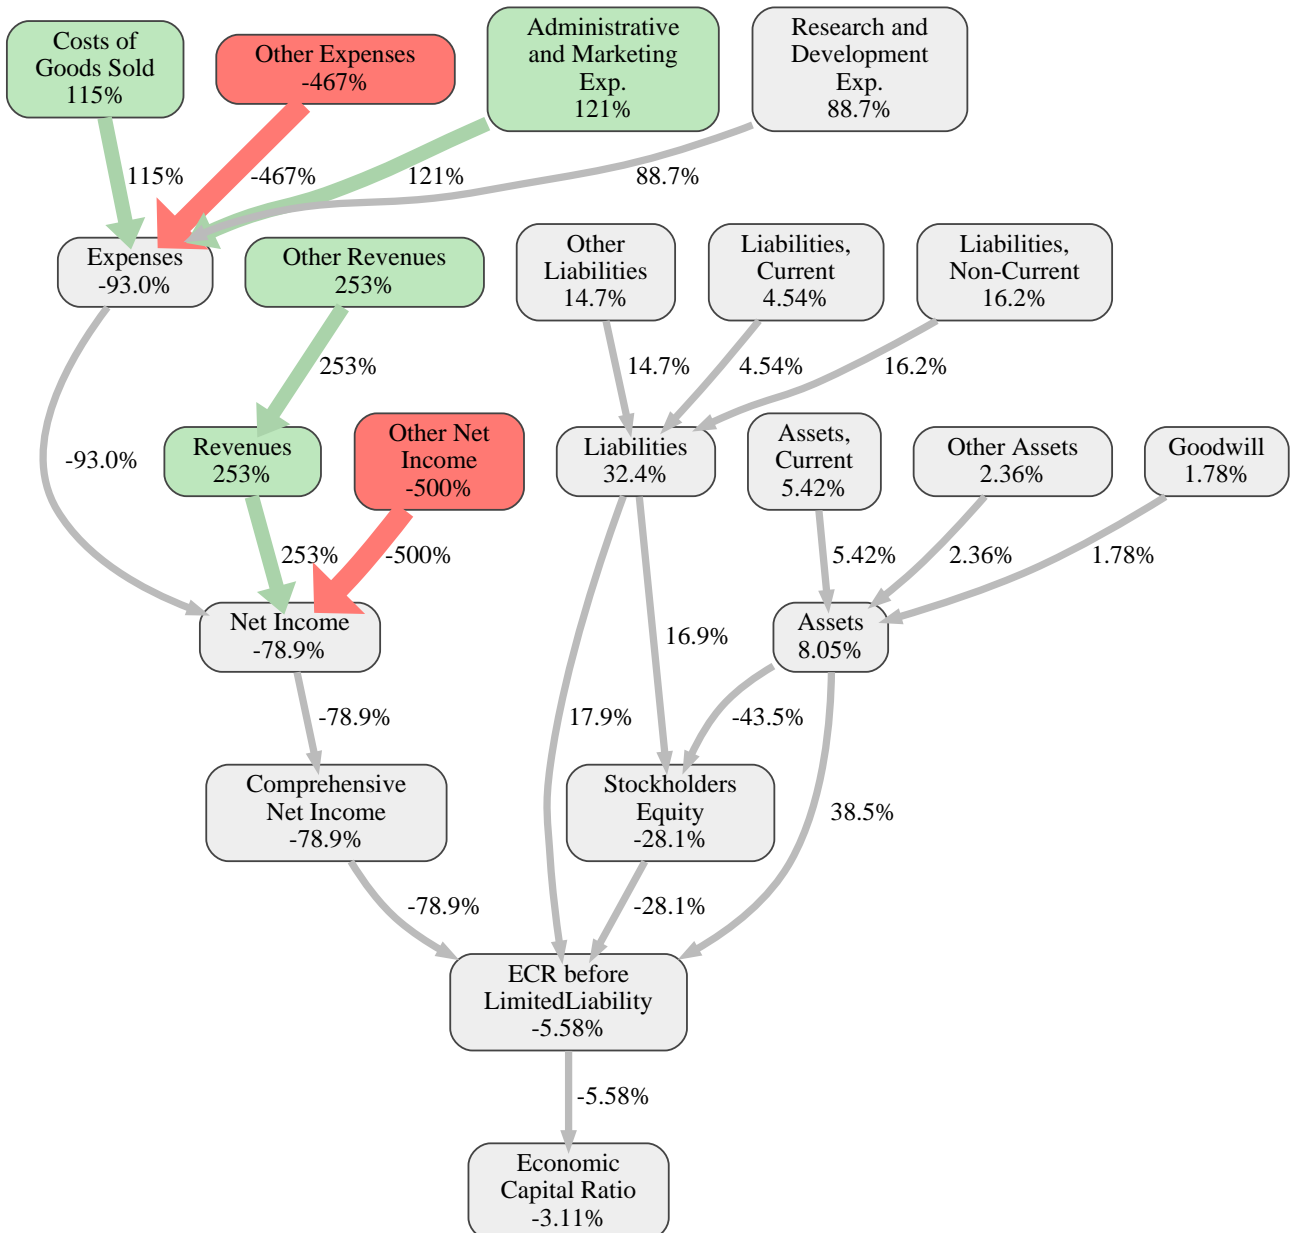 Costs of
Goods Sold
115%
Other Expenses
-467%
Administrative
and Marketing
Exp.
121%
Research and
Development
Exp.
88.7%
115%
-467%
121%
88.7%
Expenses
-93.0%
Other Revenues
253%
Other
Liabilities
14.7%
Liabilities,
Current
4.54%
Liabilities,
Non-Current
16.2%
253%
14.7%
4.54%
16.2%
-93.0%
Revenues
253%
Other Net
Income
-500%
Liabilities
32.4%
Assets,
Current
5.42%
Other Assets
2.36%
Goodwill
1.78%
253%
-500%
5.42%
2.36%
1.78%
Net Income
-78.9%
16.9%
Assets
8.05%
-78.9%
17.9%
-43.5%
Comprehensive
Net Income
-78.9%
Stockholders
Equity
-28.1%
38.5%
-78.9%
-28.1%
ECR before
LimitedLiability
-5.58%
-5.58%
Economic
Capital Ratio
-3.11%